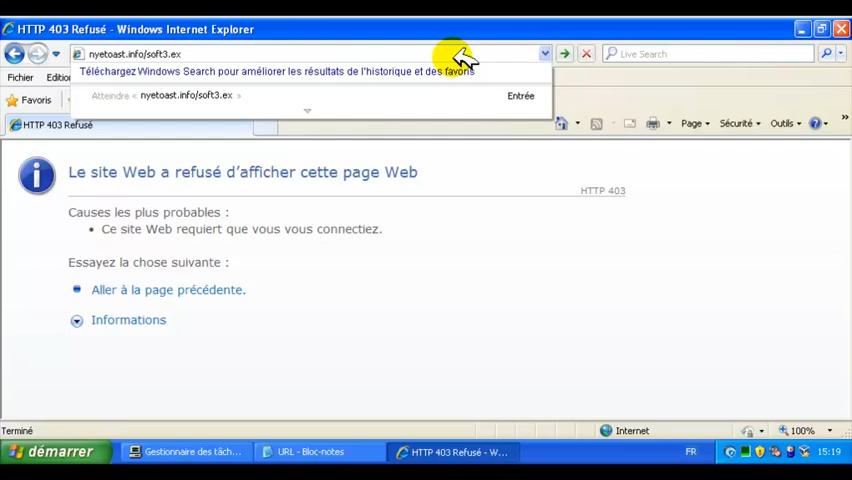 HTTP 403 Refusé - Windows Internet Explorer
nyetoast.info/soft3.ex
Live Search
Téléchargez Windows Search pour améliorer les résultats de l'historique et des favoris
Fichier Edition
Atteindre « nyetoast.info/soft3.ex » Entrée
Favoris
HTTP 403 Refusé
Page Sécurité Outils
Le site Web a refusé d'afficher cette page Web
HTTP 403
Causes les plus probables :
• Ce site Web requiert que vous vous connectiez.
Essayez la chose suivante :
Aller à la page précédente.
Informations
Terminé Internet 100%
démarrer Gestionnaire des tâch... URL - Bloc-notes HTTP 403 Refusé - W... FR 15:19